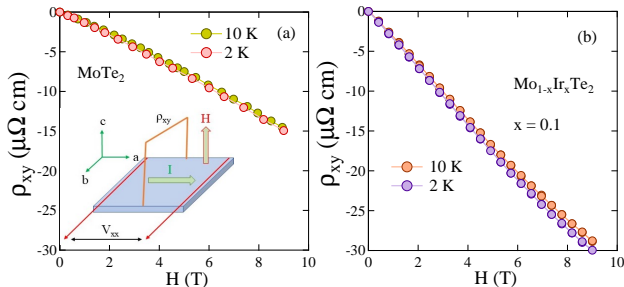 0
-5
-10
-15
-20
-25
-30
ρxy (μΩ cm)
10 K
2 K
(a)
MoTe2
ρxy
H
c
a
b
I
Vxx
0 2 4 6 8 10
H (T)
0
-5
-10
-15
-20
-25
-30
ρxy (μΩ cm)
(b)
Mo1-xIrxTe2
x = 0.1
10 K
2 K
0 2 4 6 8 10
H (T)